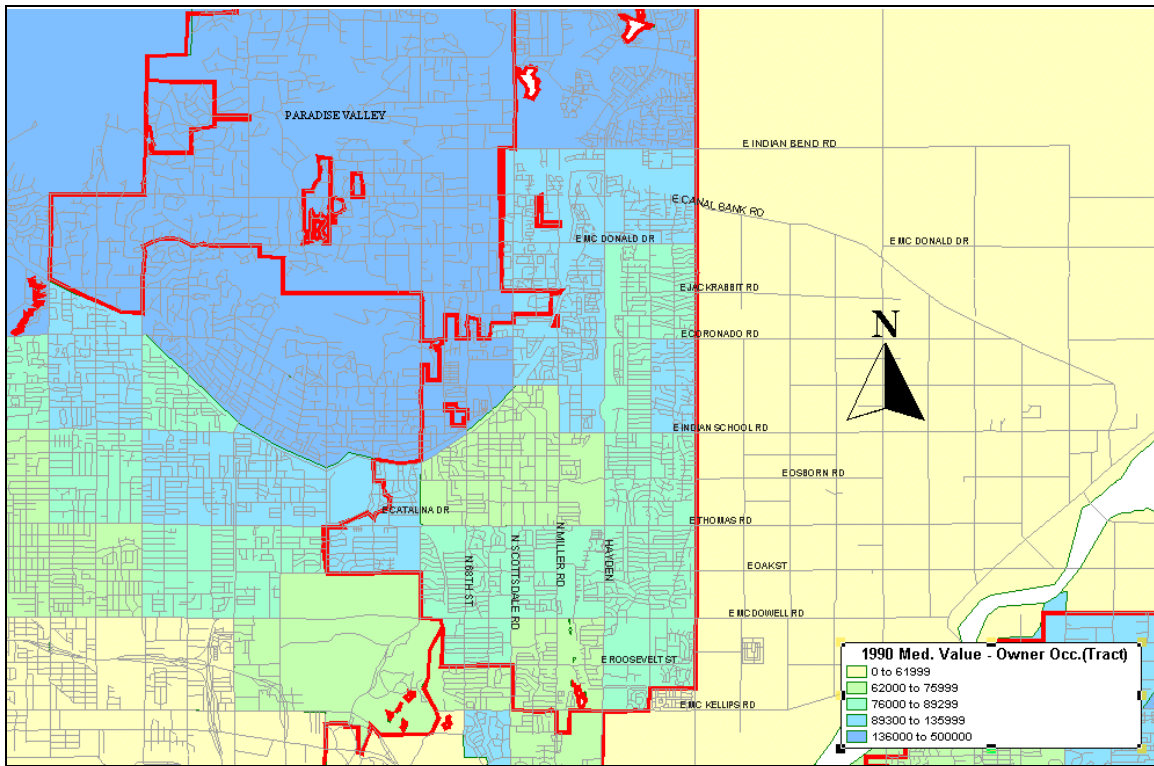 PARADISE VALLEY
E INDIAN BEND RD
E CANAL BANK RD
E MC DONALD DR
E MC DONALD DR
E JACKRABBIT RD
N
E CORONADO RD
E INDIAN SCHOOL RD
E OSBORN RD
E CATALINA DR
E THOMAS RD
N 68TH ST
N SCOTTSDALE RD
N MILLER RD
HAYDEN
E OAK ST
E MC DOWELL RD
E ROOSEVELT ST
E MC KELLIPS RD
1990 Med. Value - Owner Occ.(Tract)
0 to 61999
62000 to 75999
76000 to 89299
89300 to 135999
136000 to 500000